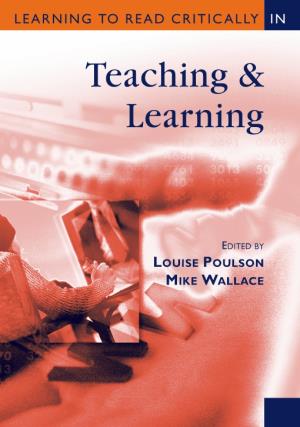 LEARNING TO READ CRITICALLY IN
Teaching &
Learning
EDITED BY
LOUISE POULSON
MIKE WALLACE